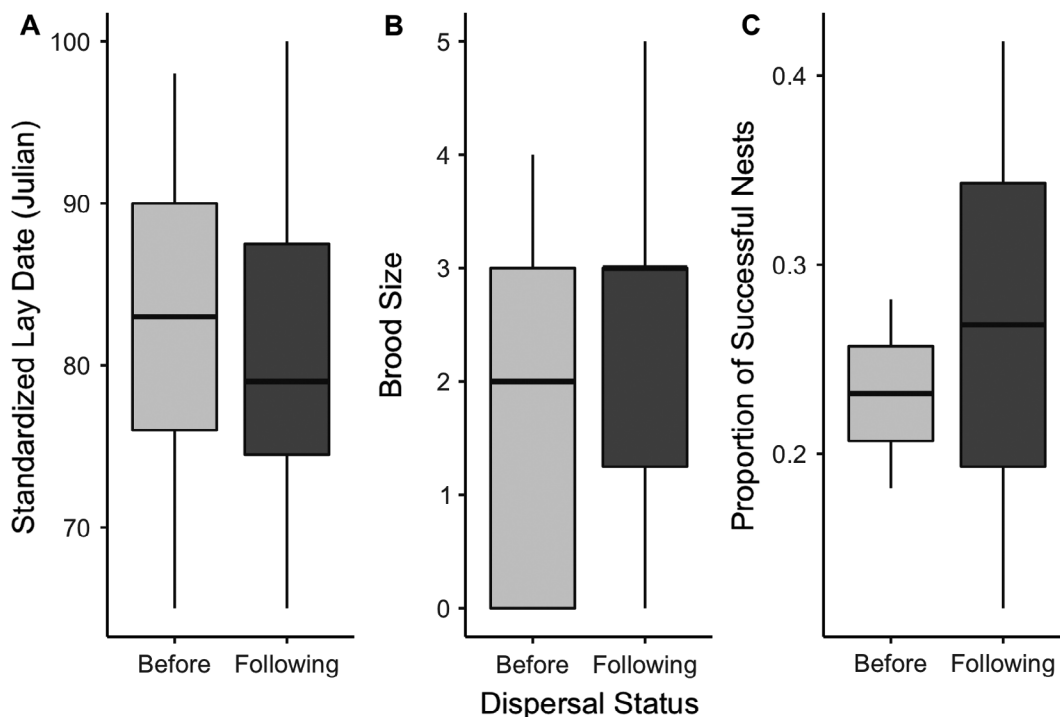 A
Standardized Lay Date (Julian)
100
90
80
70
Before
Following
B
Brood Size
5
4
3
2
1
0
Before
Following
C
Proportion of Successful Nests
0.4
0.3
0.2
Before
Following
Dispersal Status